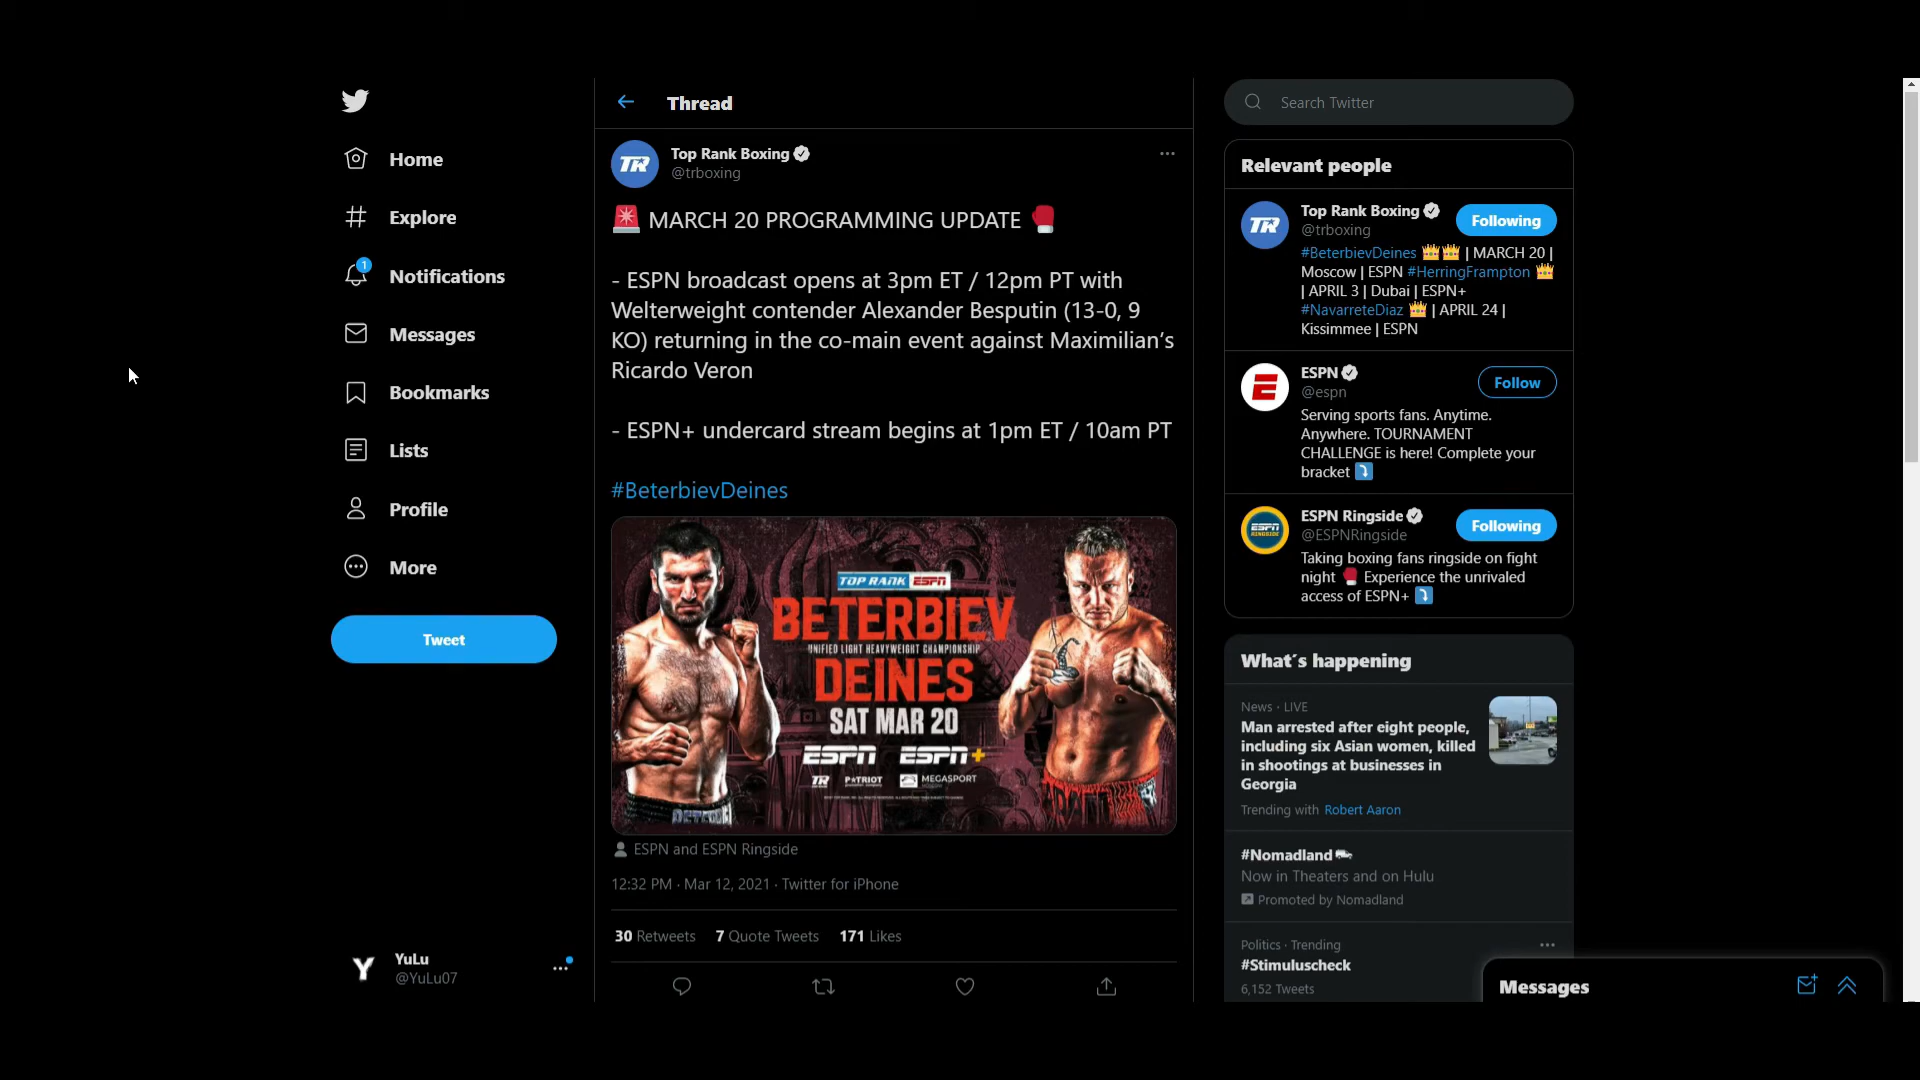 Home
Explore
1
Notifications
Messages
Bookmarks
Lists
Profile
More
Tweet
Y
YuLu
@YuLu07
Thread
TR
Top Rank Boxing
@trboxing
MARCH 20 PROGRAMMING UPDATE
- ESPN broadcast opens at 3pm ET / 12pm PT with
Welterweight contender Alexander Besputin (13-0, 9
KO) returning in the co-main event against Maximilian's
Ricardo Veron
- ESPN+ undercard stream begins at 1pm ET / 10am PT
#BeterbievDeines
TOP RANK ESPN
BETERBIEV
UNIFIED LIGHT HEAVYWEIGHT CHAMPIONSHIP
DEINES
SAT MAR 20
ESPN ESPN+
TR PATRIOT MEGASPORT
ESPN and ESPN Ringside
12:32 PM · Mar 12, 2021 · Twitter for iPhone
30 Retweets 7 Quote Tweets 171 Likes
Search Twitter
Relevant people
TR
Top Rank Boxing
@trboxing
Following
#BeterbievDeines | MARCH 20 |
Moscow | ESPN #HerringFrampton
| APRIL 3 | Dubai | ESPN+
#NavarreteDiaz | APRIL 24 |
Kissimmee | ESPN
E
ESPN
@espn
Follow
Serving sports fans. Anytime.
Anywhere. TOURNAMENT
CHALLENGE is here! Complete your
bracket
ESPN
RINGSIDE
ESPN Ringside
@ESPNRingside
Following
Taking boxing fans ringside on fight
night Experience the unrivaled
access of ESPN+
What's happening
News · LIVE
Man arrested after eight people,
including six Asian women, killed
in shootings at businesses in
Georgia
Trending with Robert Aaron
#Nomadland
Now in Theaters and on Hulu
Promoted by Nomadland
Politics · Trending
#Stimuluscheck
6,152 Tweets
Messages